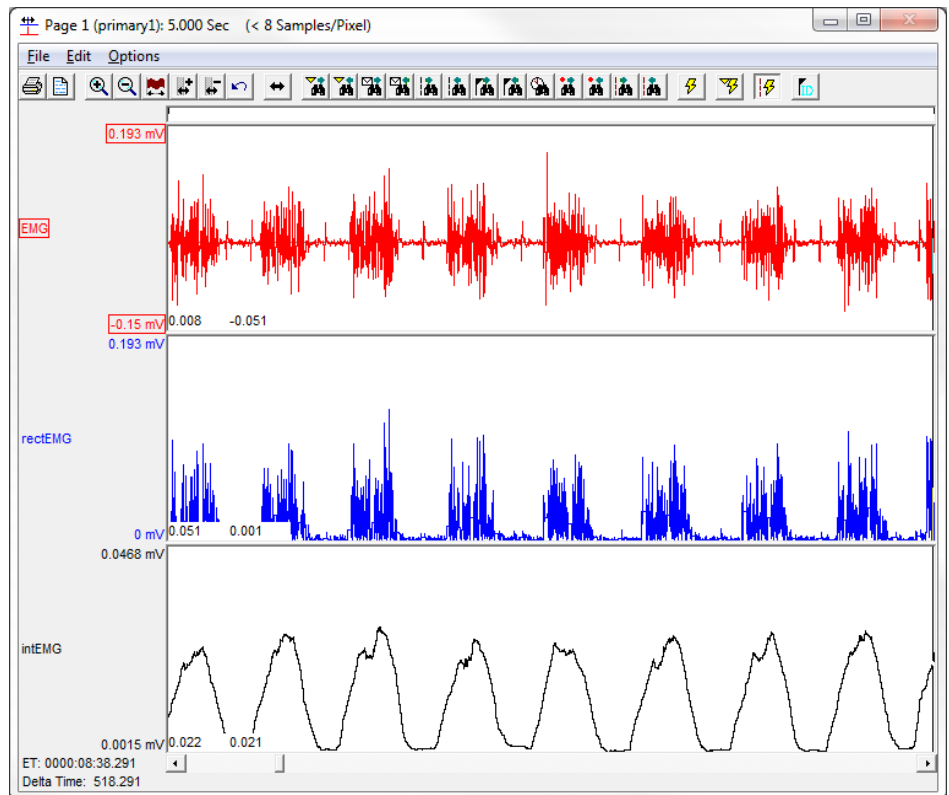 Page 1 (primary1): 5.000 Sec (< 8 Samples/Pixel)
File Edit Options
ID
0.193 mV
EMG
-0.15 mV
0.008 -0.051
0.193 mV
rectEMG
0 mV
0.051 0.001
0.0468 mV
intEMG
0.0015 mV
0.022 0.021
ET: 0000:08:38.291
Delta Time: 518.291